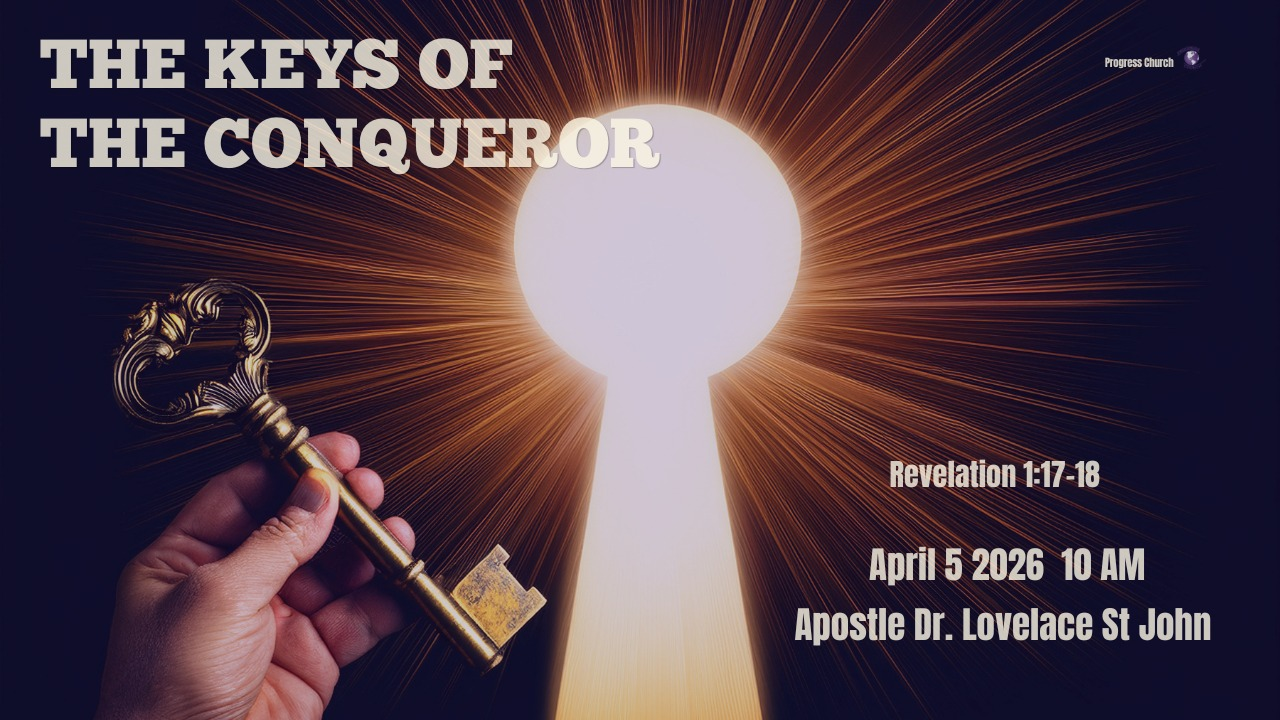 THE KEYS OF
THE CONQUEROR
Progress Church
Revelation 1:17-18
April 5 2026 10 AM
Apostle Dr. Lovelace St John